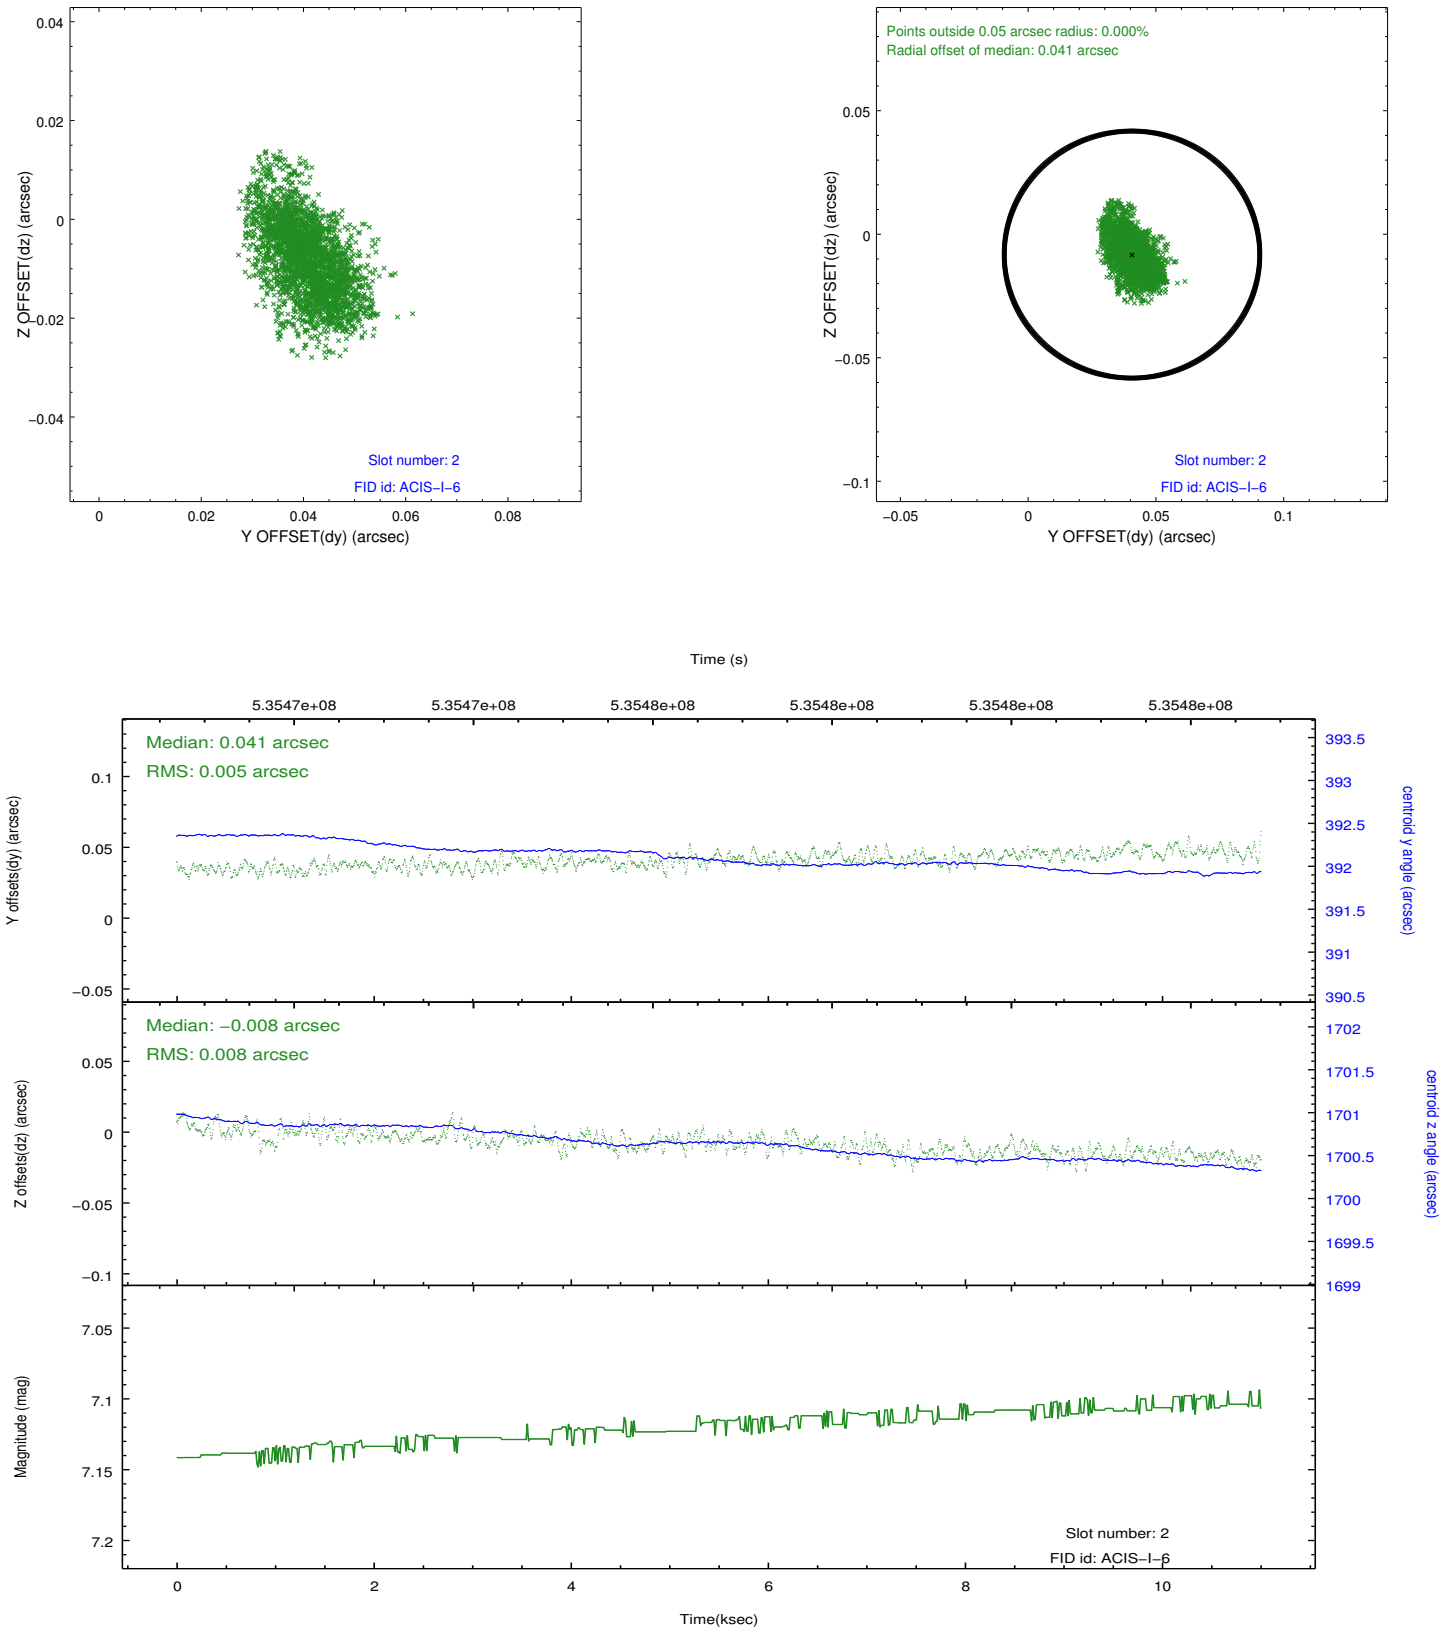 0.04
0.02
0
−0.02
−0.04
Z OFFSET(dz) (arcsec)
Slot number: 2
FID id: ACIS−I−6
0 0.02 0.04 0.06 0.08
Y OFFSET(dy) (arcsec)
Points outside 0.05 arcsec radius: 0.000%
Radial offset of median: 0.041 arcsec
0.05
0
−0.05
−0.1
Z OFFSET(dz) (arcsec)
Slot number: 2
FID id: ACIS−I−6
−0.05 0 0.05 0.1
Y OFFSET(dy) (arcsec)
Time (s)
5.3547e+08 5.3547e+08 5.3548e+08 5.3548e+08 5.3548e+08 5.3548e+08
Median: 0.041 arcsec
RMS: 0.005 arcsec
0.1
0.05
0
−0.05
Y offsets(dy) (arcsec)
393.5
393
392.5
392
391.5
391
390.5
centroid y angle (arcsec)
Median: −0.008 arcsec
RMS: 0.008 arcsec
0.05
0
−0.05
−0.1
Z offsets(dz) (arcsec)
1702
1701.5
1701
1700.5
1700
1699.5
1699
centroid z angle (arcsec)
7.05
7.1
7.15
7.2
Magnitude (mag)
Slot number: 2
FID id: ACIS−I−6
0 2 4 6 8 10
Time(ksec)